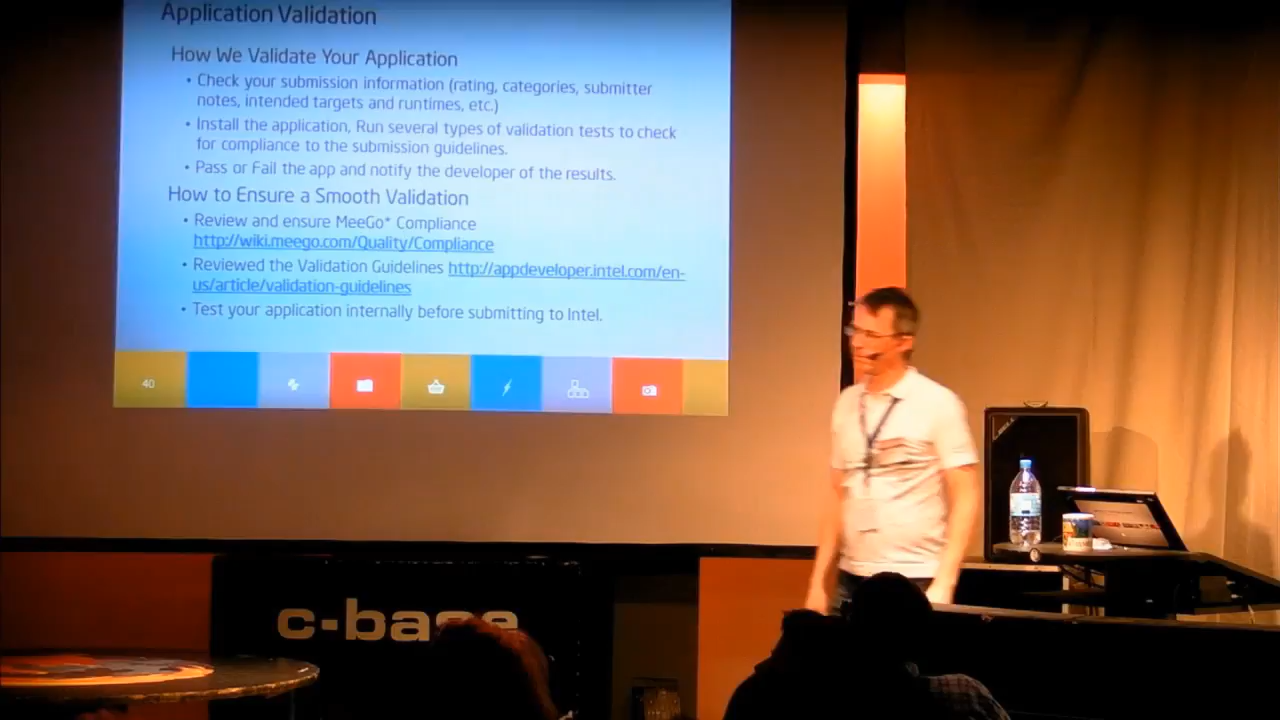 Application Validation
How We Validate Your Application
• Check your submission information (rating, categories, submitter
notes, intended targets and runtimes, etc.)
• Install the application, Run several types of validation tests to check
for compliance to the submission guidelines.
• Pass or Fail the app and notify the developer of the results.
How to Ensure a Smooth Validation
• Review and ensure MeeGo* Compliance
http://wiki.meego.com/Quality/Compliance
• Reviewed the Validation Guidelines http://appdeveloper.intel.com/en-
us/article/validation-guidelines
• Test your application internally before submitting to Intel.
40
c-base